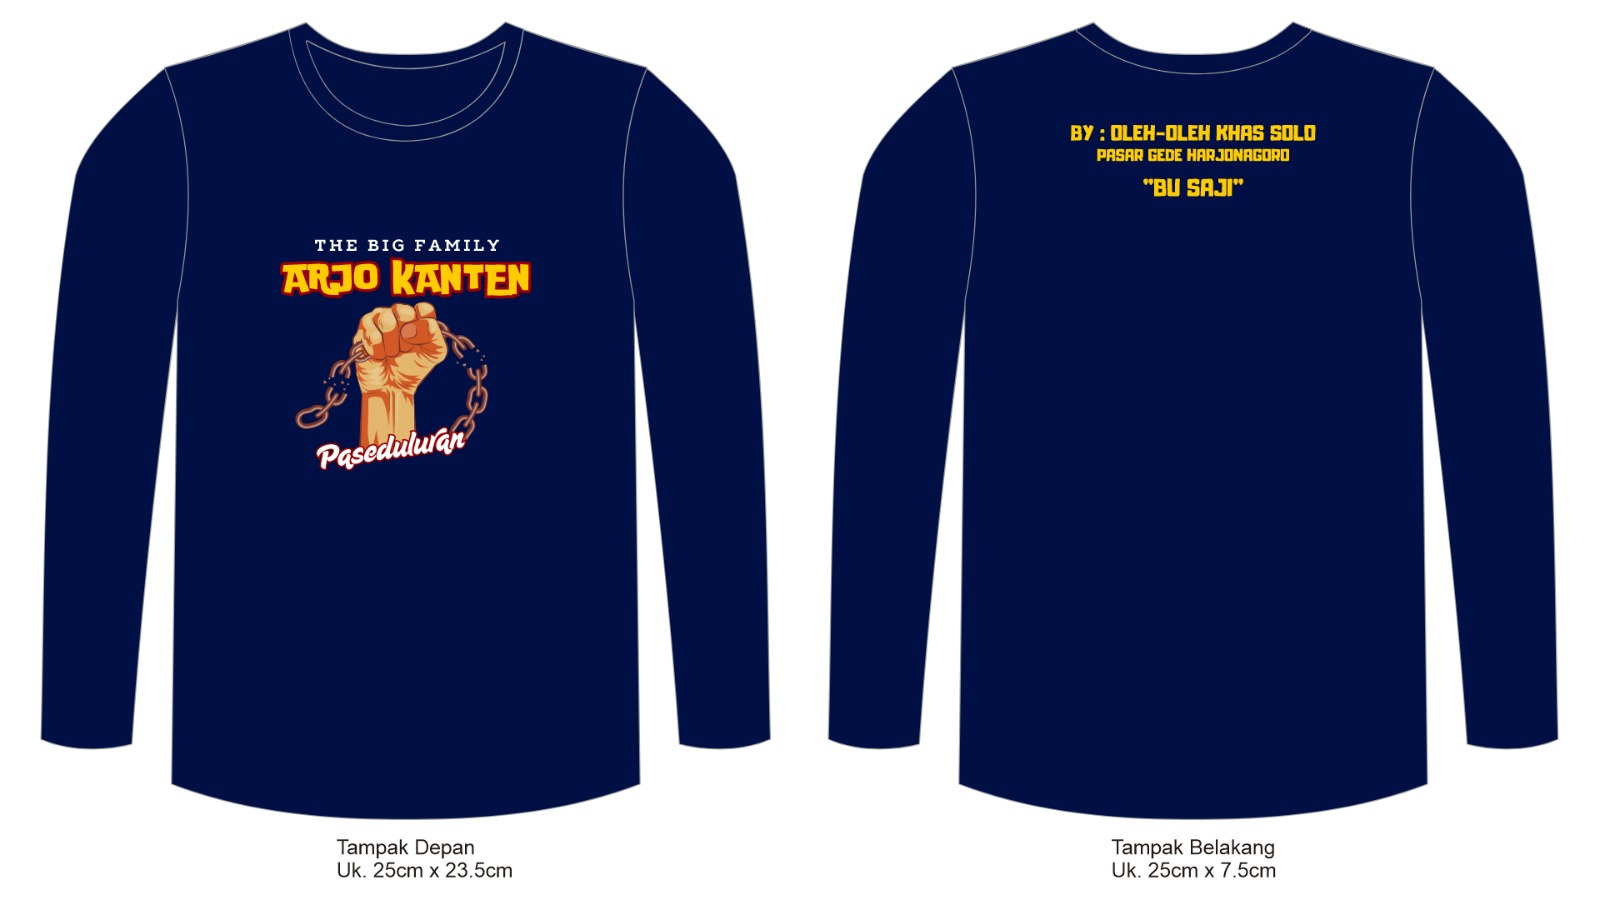 THE BIG FAMILY
ARJO KANTEN
Paseduluran
BY : OLEH-OLEH KHAS SOLO
PASAR GEDE HARJONAGORO
"BU SAJI"
Tampak Depan
Uk. 25cm x 23.5cm
Tampak Belakang
Uk. 25cm x 7.5cm